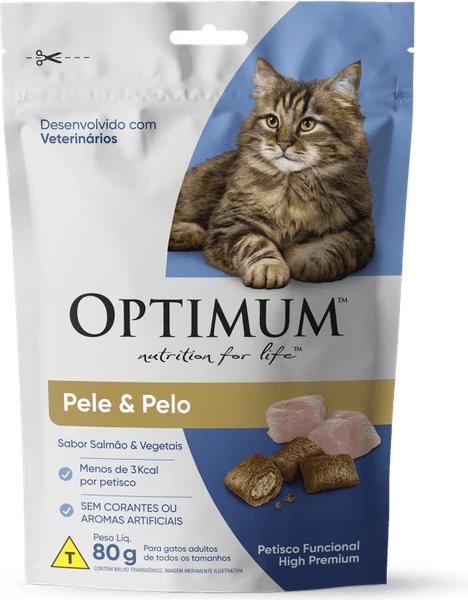 Desenvolvido com
Veterinários
OPTIMUM™
nutrition for life™
Pele & Pelo
Sabor Salmão & Vegetais
Menos de 3Kcal
por petisco
SEM CORANTES OU
AROMAS ARTIFICIAIS
T
Peso Líq.
80g
Para gatos adultos
de todos os tamanhos
CONTÉM MILHO TRANSGÊNICO. IMAGEM MERAMENTE ILUSTRATIVA
Petisco Funcional
High Premium